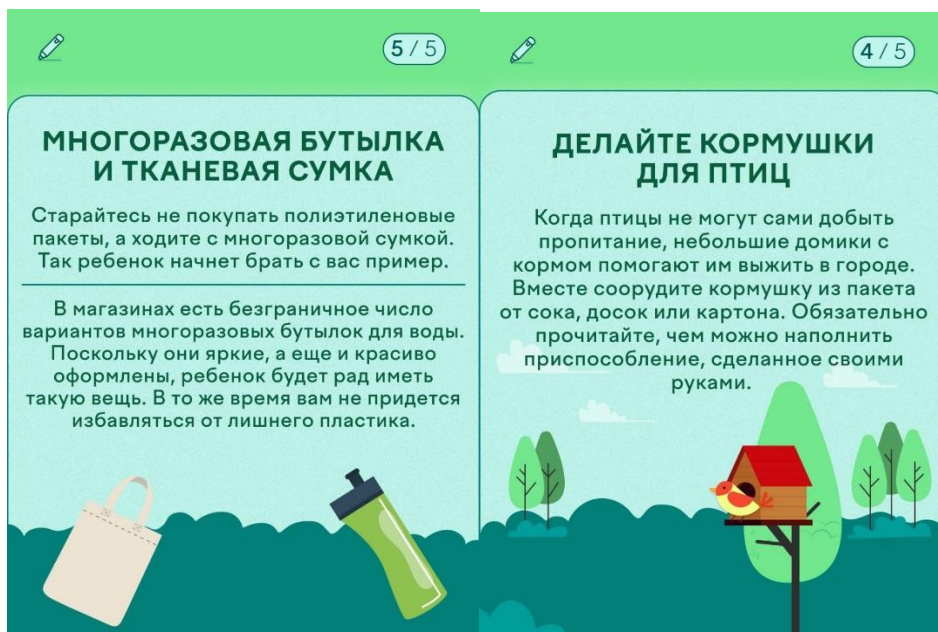 5 / 5
МНОГОРАЗОВАЯ БУТЫЛКА
И ТКАНЕВАЯ СУМКА
Старайтесь не покупать полиэтиленовые
пакеты, а ходите с многоразовой сумкой.
Так ребенок начнет брать с вас пример.
В магазинах есть безграничное число
вариантов многоразовых бутылок для воды.
Поскольку они яркие, а еще и красиво
оформлены, ребенок будет рад иметь
такую вещь. В то же время вам не придется
избавляться от лишнего пластика.
4 / 5
ДЕЛАЙТЕ КОРМУШКИ
ДЛЯ ПТИЦ
Когда птицы не могут сами добыть
пропитание, небольшие домики с
кормом помогают им выжить в городе.
Вместе соорудите кормушку из пакета
от сока, досок или картона. Обязательно
прочитайте, чем можно наполнить
приспособление, сделанное своими
руками.